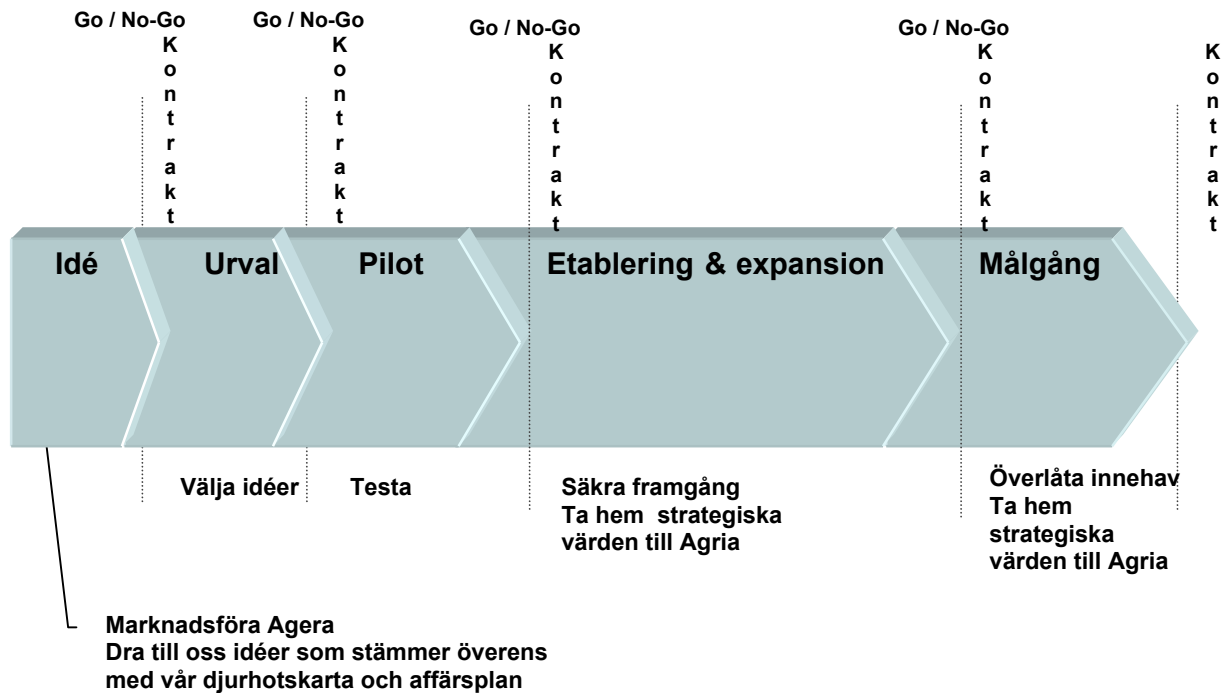 Go / No-Go
Kontrakt
Go / No-Go
Kontrakt
Go / No-Go
Kontrakt
Go / No-Go
Kontrakt
Kontrakt
Idé
Urval
Pilot
Etablering & expansion
Målgång
Välja idéer
Testa
Säkra framgång
Ta hem strategiska
värden till Agria
Överlåta innehav
Ta hem
strategiska
värden till Agria
Marknadsföra Agera
Dra till oss idéer som stämmer överens
med vår djurhotskarta och affärsplan